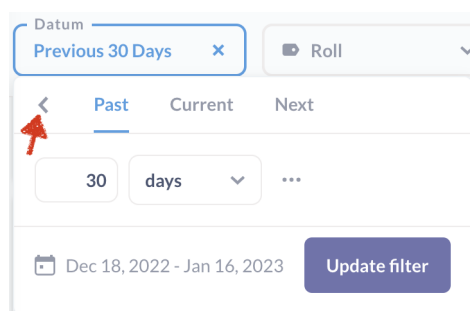 Datum
Previous 30 Days
Roll
Past Current Next
30 days
Dec 18, 2022 - Jan 16, 2023 Update filter